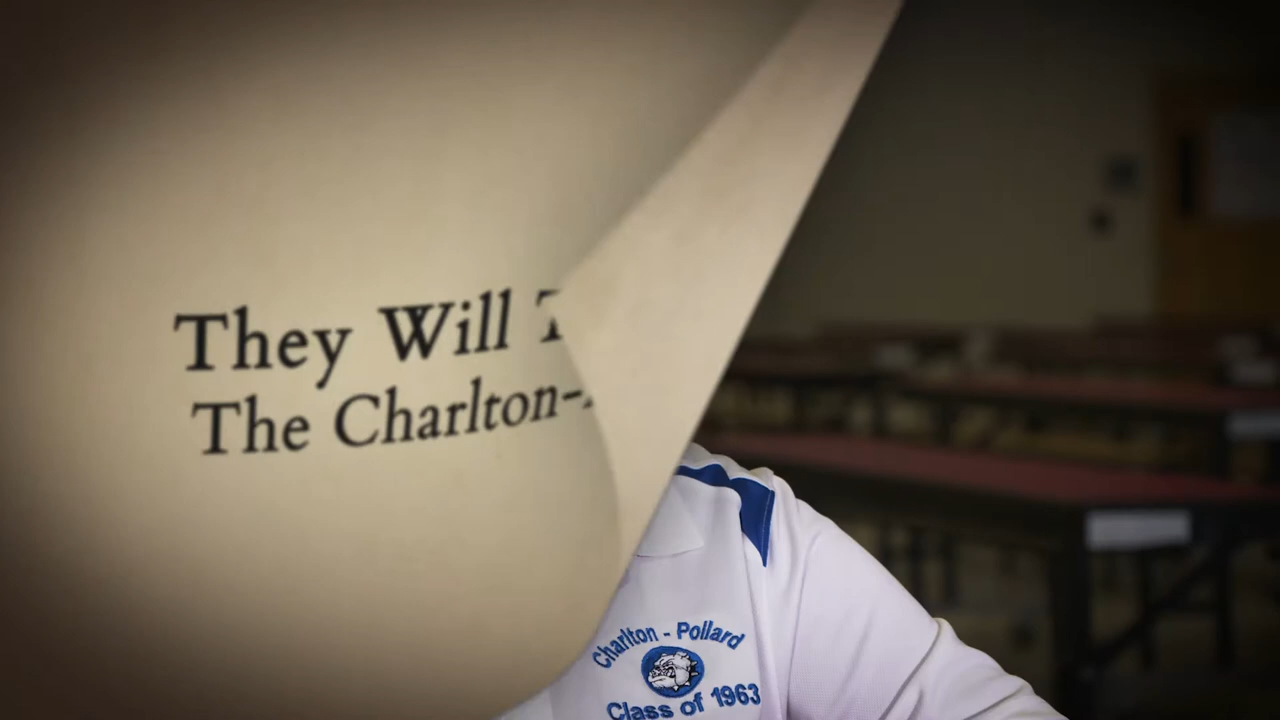 They Will
The Charlton-
Charlton - Pollard
Class of 1963